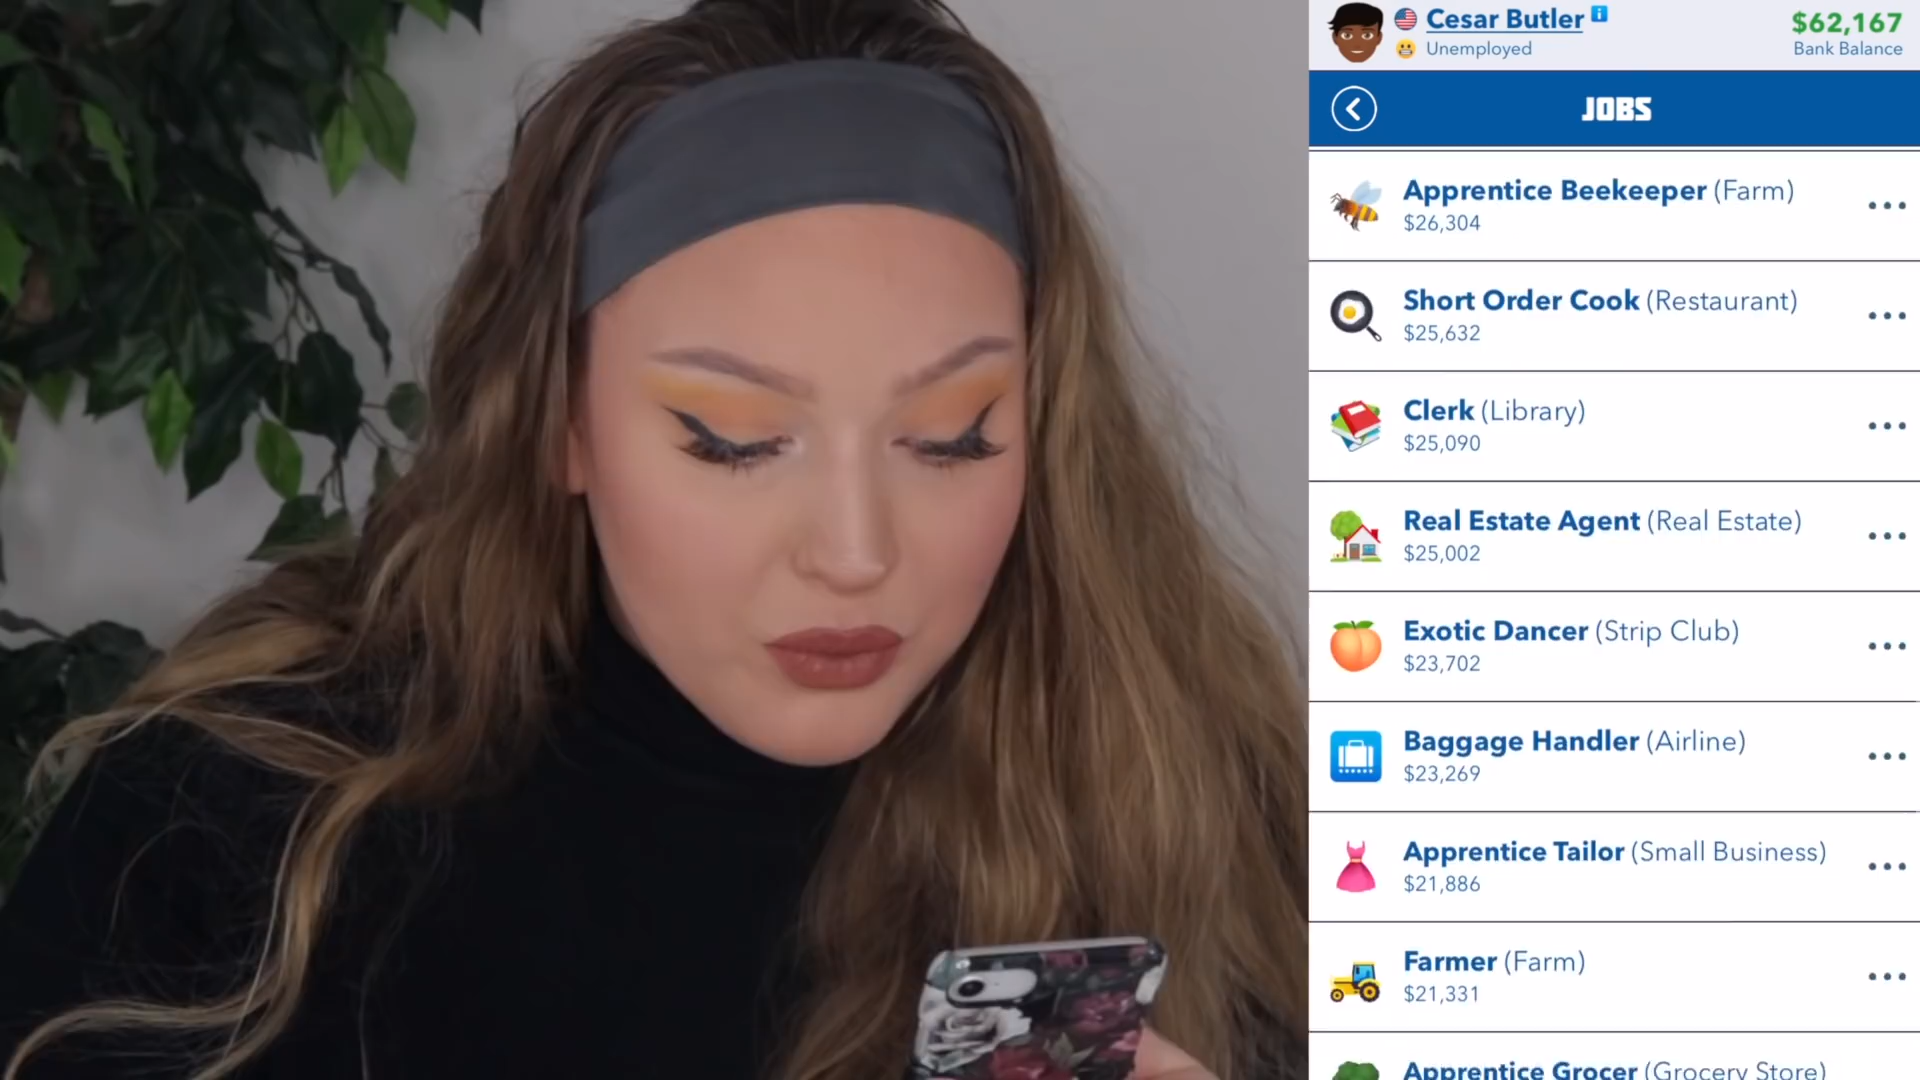 Cesar Butler i
$62,167
Unemployed
Bank Balance
JOBS
Apprentice Beekeeper (Farm)
$26,304
Short Order Cook (Restaurant)
$25,632
Clerk (Library)
$25,090
Real Estate Agent (Real Estate)
$25,002
Exotic Dancer (Strip Club)
$23,702
Baggage Handler (Airline)
$23,269
Apprentice Tailor (Small Business)
$21,886
Farmer (Farm)
$21,331
Apprentice Grocer (Grocery Store)